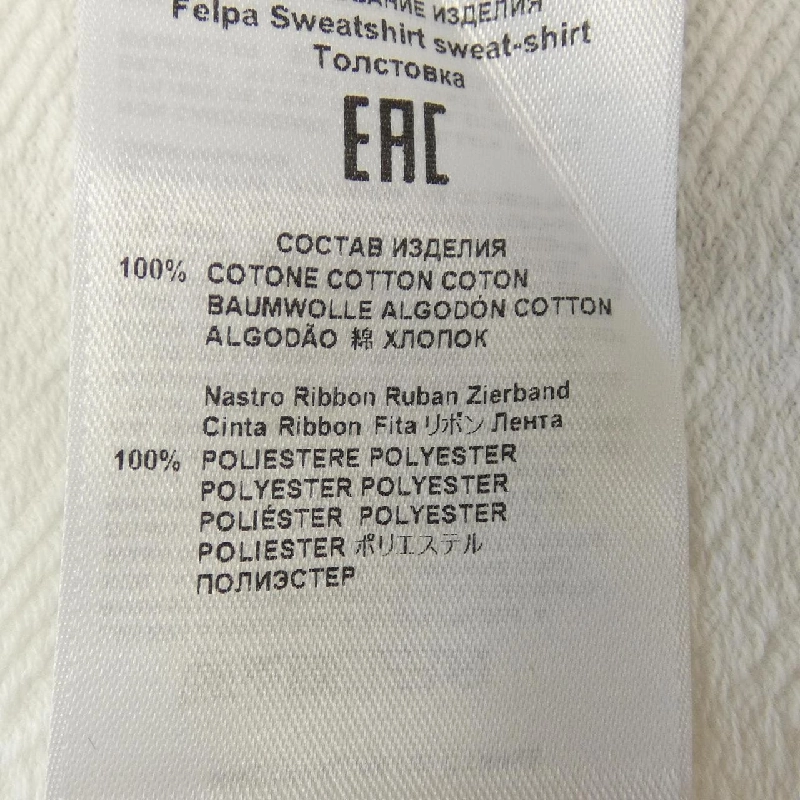 ИЗДЕЛИЯ
Felpa Sweatshirt sweat-shirt
Толстовка
EAC
СОСТАВ ИЗДЕЛИЯ
100% COTONE COTTON COTON
BAUMWOLLE ALGODÓN COTTON
ALGODÃO 綿 ХЛОПОК
Nastro Ribbon Ruban Zierband
Cinta Ribbon Fita リボン Лента
100% POLIESTERE POLYESTER
POLYESTER POLYESTER
POLIÉSTER POLYESTER
POLIESTER ポリエステル
ПОЛИЭСТЕР